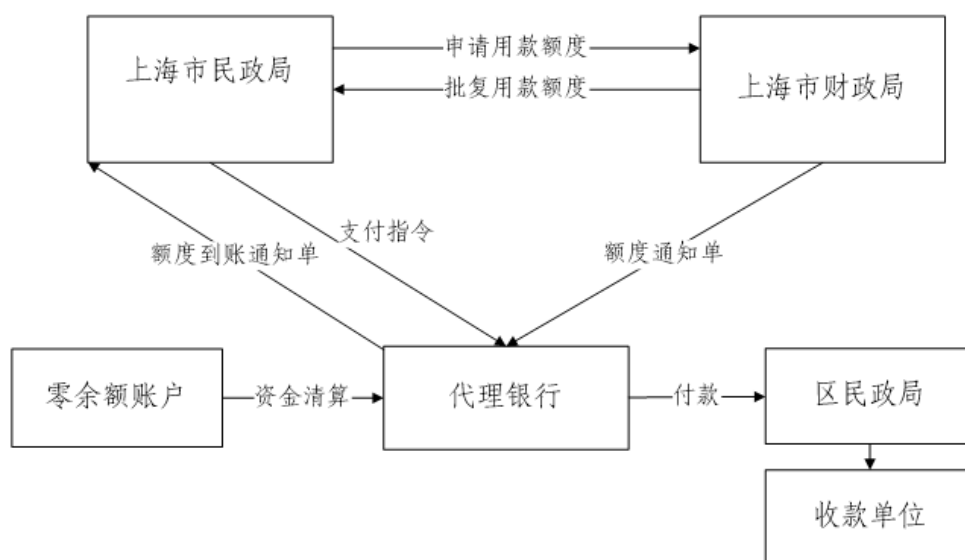 申请用款额度
上海市民政局
上海市财政局
批复用款额度
支付指令
额度到账通知单
额度通知单
零余额账户
资金清算
代理银行
付款
区民政局
收款单位